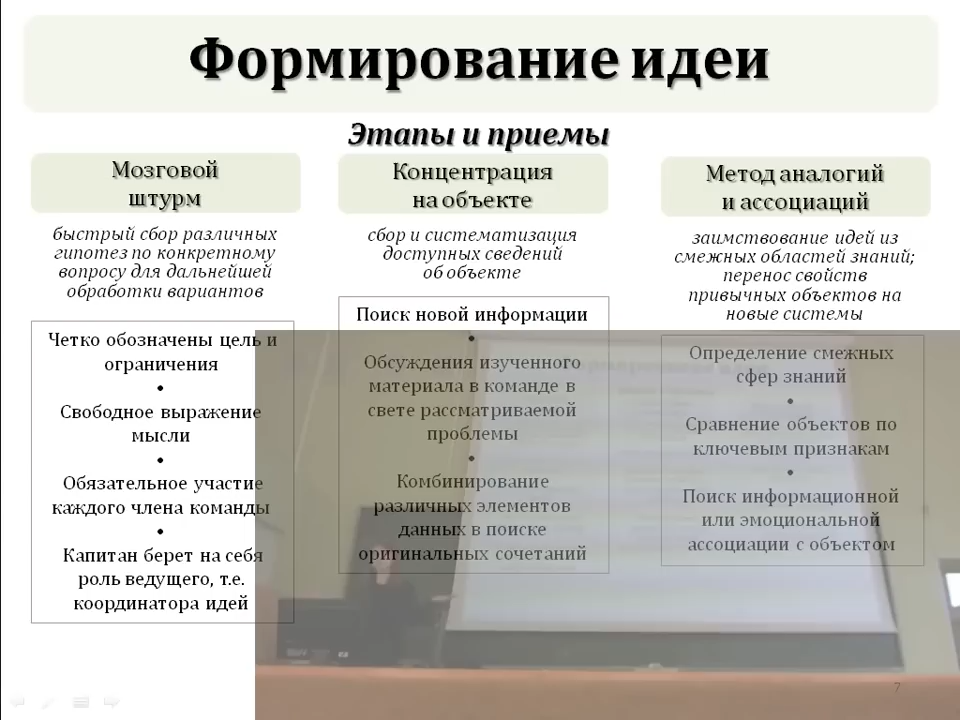 Формирование идеи
Этапы и приемы
Мозговой
штурм
быстрый сбор различных
гипотез по конкретному
вопросу для дальнейшей
обработки вариантов
Четко обозначены цель и
ограничения
•
Свободное выражение
мысли
•
Обязательное участие
каждого члена команды
•
Капитан берет на себя
роль ведущего, т.е.
координатора идей
Концентрация
на объекте
сбор и систематизация
доступных сведений
об объекте
Поиск новой информации
•
Обсуждения изученного
материала в команде в
свете рассматриваемой
проблемы
•
Комбинирование
различных элементов
данных в поиске
оригинальных сочетаний
Метод аналогий
и ассоциаций
заимствование идей из
смежных областей знаний;
перенос свойств
привычных объектов на
новые системы
Определение смежных
сфер знаний
•
Сравнение объектов по
ключевым признакам
•
Поиск информационной
или эмоциональной
ассоциации с объектом
7